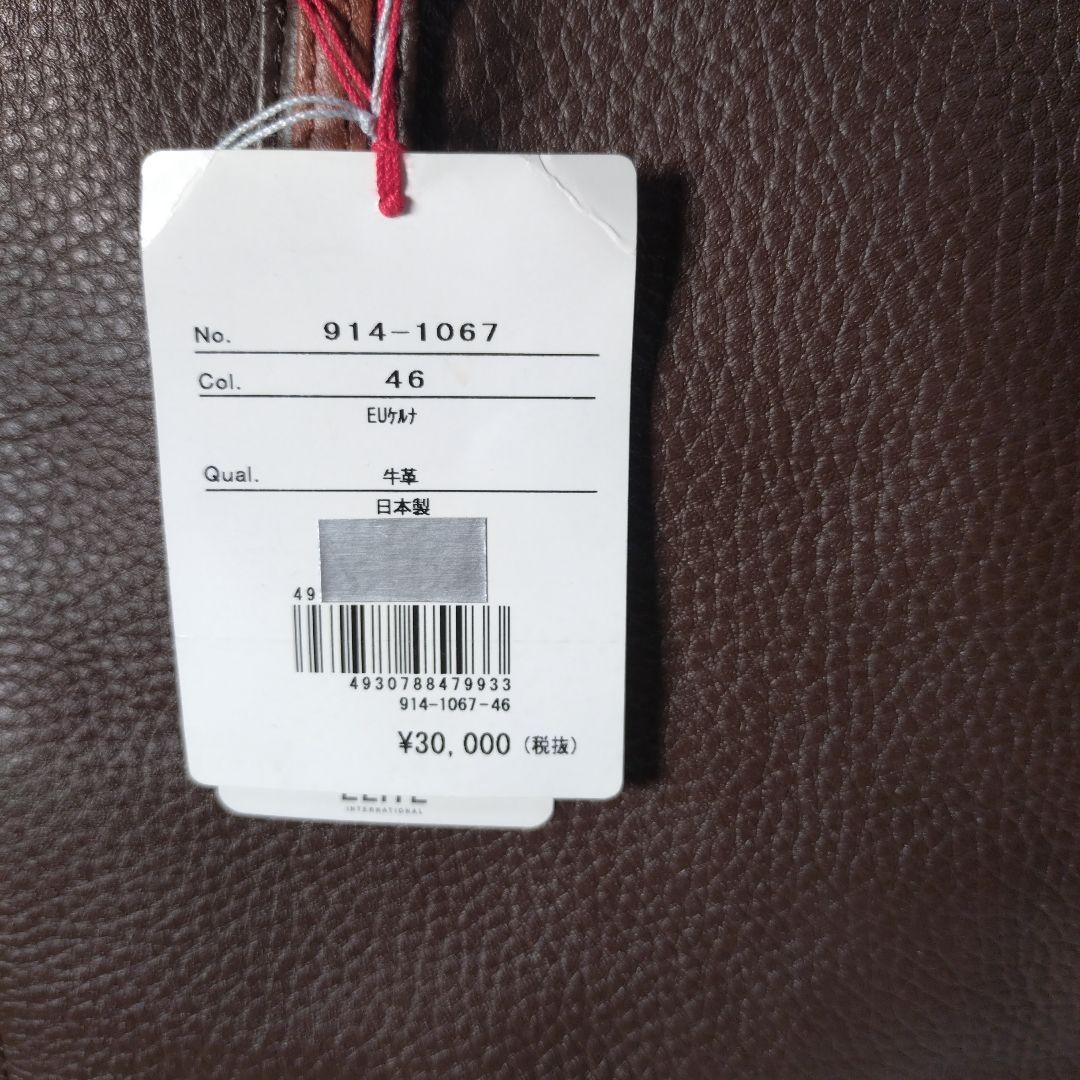 No. 914-1067
Col. 46
EUｹﾙﾅ
Qual. 牛革
日本製
49
4930788479933
914-1067-46
¥30,000 (税抜)
INTERNATIONAL